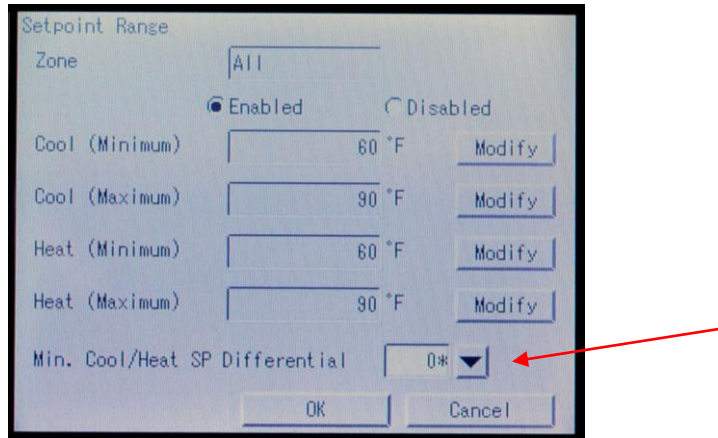 Setpoint Range
Zone All
Enabled Disabled
Cool (Minimum) 60 °F Modify
Cool (Maximum) 90 °F Modify
Heat (Minimum) 60 °F Modify
Heat (Maximum) 90 °F Modify
Min. Cool/Heat SP Differential 0*
OK Cancel